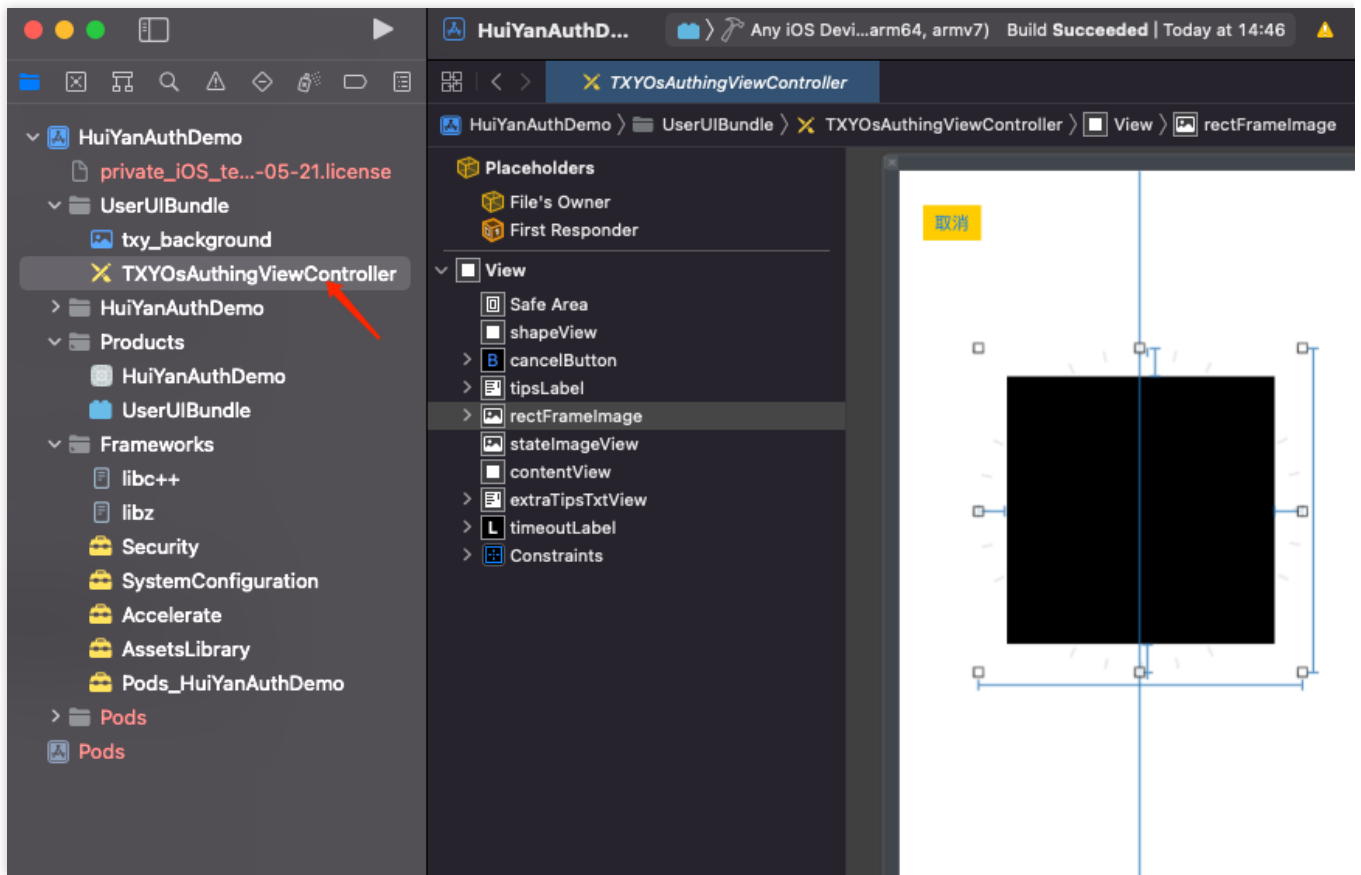 HuiYanAuthD...
Any iOS Devi...arm64, armv7)
Build Succeeded | Today at 14:46
TXYOsAuthingViewController
HuiYanAuthDemo
UserUIBundle
TXYOsAuthingViewController
View
rectFrameImage
HuiYanAuthDemo
private_iOS_te...-05-21.license
UserUIBundle
txy_background
TXYOsAuthingViewController
HuiYanAuthDemo
Products
HuiYanAuthDemo
UserUIBundle
Frameworks
libc++
libz
Security
SystemConfiguration
Accelerate
AssetsLibrary
Pods_HuiYanAuthDemo
Pods
Pods
Placeholders
File's Owner
First Responder
View
Safe Area
shapeView
B cancelButton
tipsLabel
rectFrameImage
stateImageView
contentView
extraTipsTxtView
L timeoutLabel
Constraints
取消